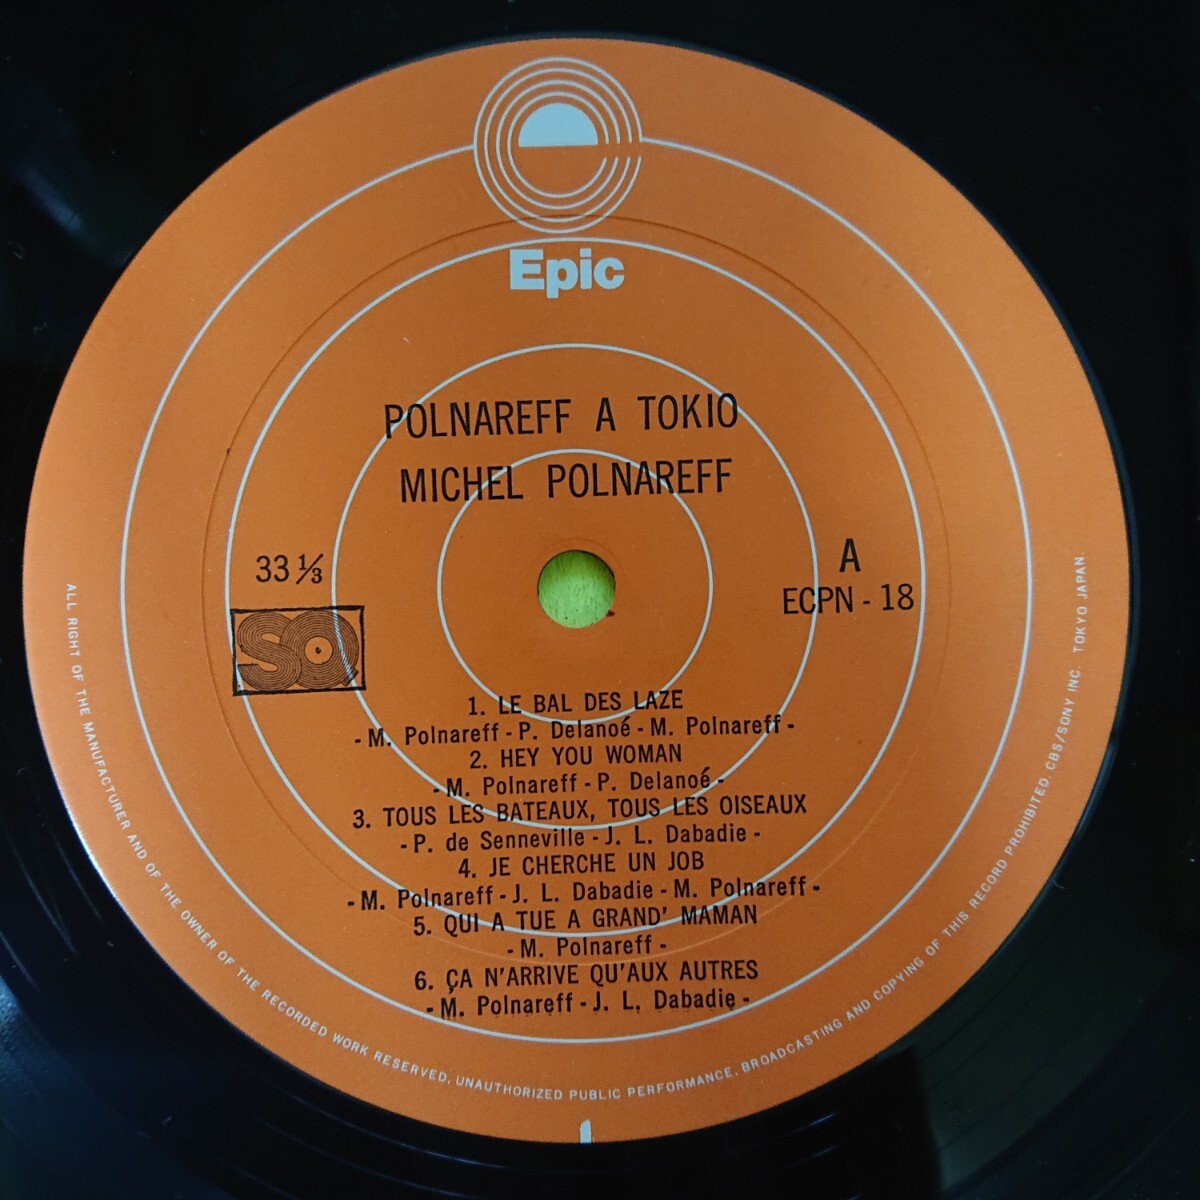 Epic
POLNAREFF A TOKIO
MICHEL POLNAREFF
33 ⅓
A
ECPN - 18
SQ
1. LE BAL DES LAZE
- M. Polnareff - P. Delanoé - M. Polnareff -
2. HEY YOU WOMAN
- M. Polnareff - P. Delanoé -
3. TOUS LES BATEAUX, TOUS LES OISEAUX
- P. de Senneville - J. L. Dabadie -
4. JE CHERCHE UN JOB
- M. Polnareff - J. L. Dabadie - M. Polnareff -
5. QUI A TUE A GRAND' MAMAN
- M. Polnareff -
6. ÇA N'ARRIVE QU'AUX AUTRES
- M. Polnareff - J. L. Dabadie -
ALL RIGHT OF THE MANUFACTURER AND OF THE OWNER OF THE RECORDED WORK RESERVED. UNAUTHORIZED PUBLIC PERFORMANCE, BROADCASTING AND COPYING OF THIS RECORD PROHIBITED. CBS/SONY INC. TOKYO JAPAN